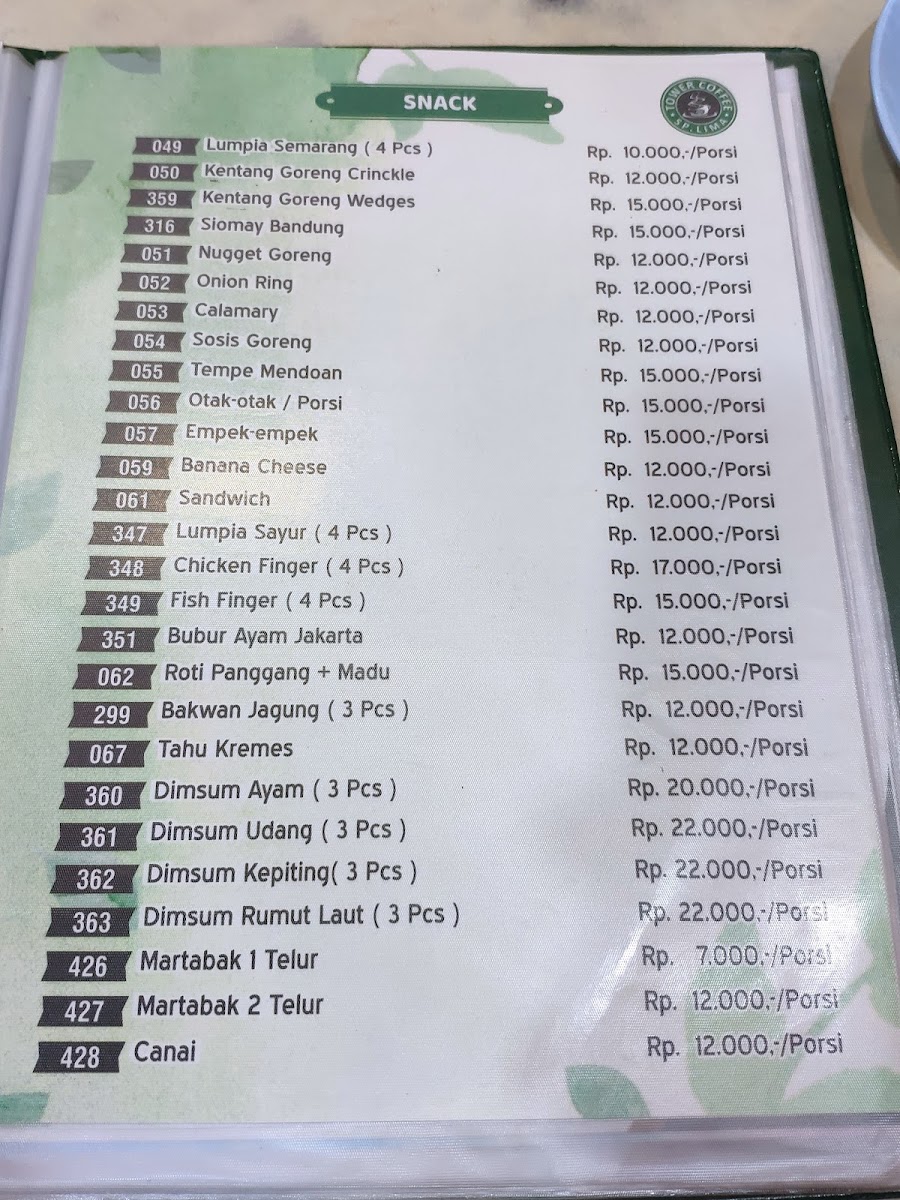 SNACK
TOWER COFFEE
SP. LIMA
049 Lumpia Semarang ( 4 Pcs ) Rp. 10.000,-/Porsi
050 Kentang Goreng Crinckle Rp. 12.000,-/Porsi
359 Kentang Goreng Wedges Rp. 15.000,-/Porsi
316 Siomay Bandung Rp. 15.000,-/Porsi
051 Nugget Goreng Rp. 12.000,-/Porsi
052 Onion Ring Rp. 12.000,-/Porsi
053 Calamary Rp. 12.000,-/Porsi
054 Sosis Goreng Rp. 12.000,-/Porsi
055 Tempe Mendoan Rp. 15.000,-/Porsi
056 Otak-otak / Porsi Rp. 15.000,-/Porsi
057 Empek-empek Rp. 15.000,-/Porsi
059 Banana Cheese Rp. 12.000,-/Porsi
061 Sandwich Rp. 12.000,-/Porsi
347 Lumpia Sayur ( 4 Pcs ) Rp. 12.000,-/Porsi
348 Chicken Finger ( 4 Pcs ) Rp. 17.000,-/Porsi
349 Fish Finger ( 4 Pcs ) Rp. 15.000,-/Porsi
351 Bubur Ayam Jakarta Rp. 12.000,-/Porsi
062 Roti Panggang + Madu Rp. 15.000,-/Porsi
299 Bakwan Jagung ( 3 Pcs ) Rp. 12.000,-/Porsi
067 Tahu Kremes Rp. 12.000,-/Porsi
360 Dimsum Ayam ( 3 Pcs ) Rp. 20.000,-/Porsi
361 Dimsum Udang ( 3 Pcs ) Rp. 22.000,-/Porsi
362 Dimsum Kepiting( 3 Pcs ) Rp. 22.000,-/Porsi
363 Dimsum Rumut Laut ( 3 Pcs ) Rp. 22.000,-/Porsi
426 Martabak 1 Telur Rp. 7.000,-/Porsi
427 Martabak 2 Telur Rp. 12.000,-/Porsi
428 Canai Rp. 12.000,-/Porsi